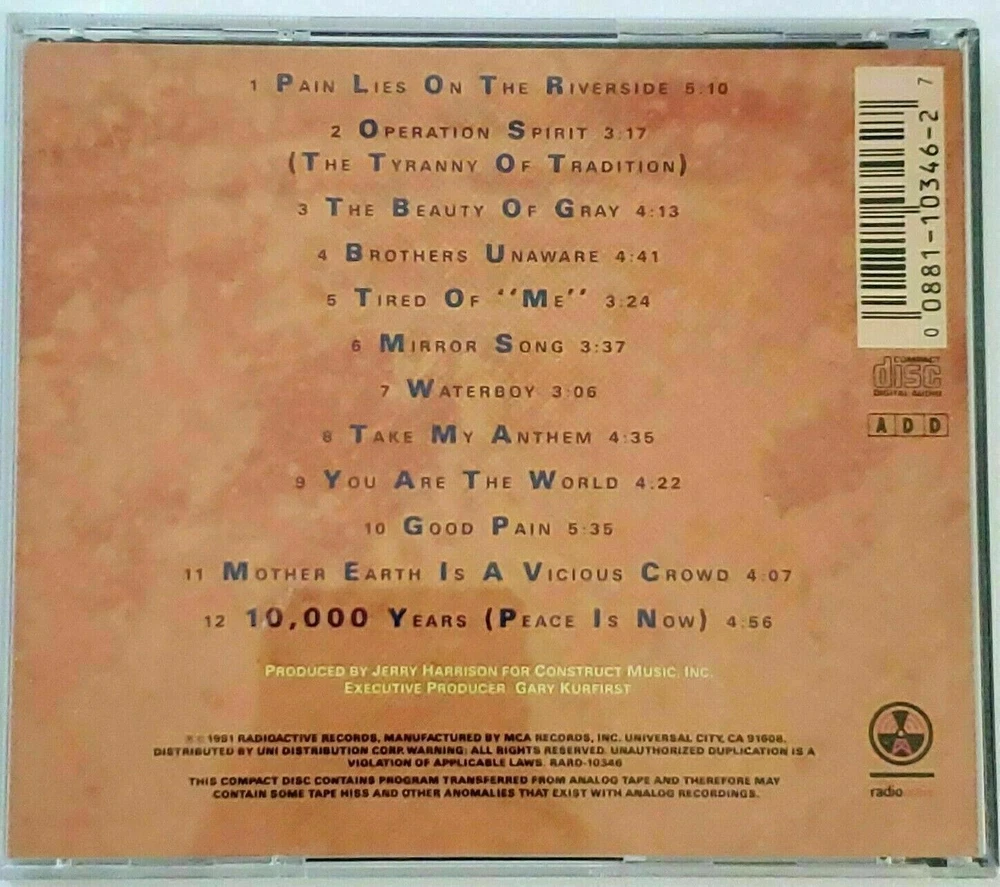 1 PAIN LIES ON THE RIVERSIDE 5:10
2 OPERATION SPIRIT 3:17
(THE TYRANNY OF TRADITION)
3 THE BEAUTY OF GRAY 4:13
4 BROTHERS UNAWARE 4:41
5 TIRED OF “ME” 3:24
6 MIRROR SONG 3:37
7 WATERBOY 3:06
8 TAKE MY ANTHEM 4:35
9 YOU ARE THE WORLD 4:22
10 GOOD PAIN 5:35
11 MOTHER EARTH IS A VICIOUS CROWD 4:07
12 10,000 YEARS (PEACE IS NOW) 4:56
PRODUCED BY JERRY HARRISON FOR CONSTRUCT MUSIC, INC.
EXECUTIVE PRODUCER: GARY KURFIRST
℗ © 1991 RADIOACTIVE RECORDS, MANUFACTURED BY MCA RECORDS, INC. UNIVERSAL CITY, CA 91608.
DISTRIBUTED BY UNI DISTRIBUTION CORP. WARNING: ALL RIGHTS RESERVED. UNAUTHORIZED DUPLICATION IS A
VIOLATION OF APPLICABLE LAWS. RARD-10346
THIS COMPACT DISC CONTAINS PROGRAM TRANSFERRED FROM ANALOG TAPE AND THEREFORE MAY
CONTAIN SOME TAPE HISS AND OTHER ANOMALIES THAT EXIST WITH ANALOG RECORDINGS.
0 0881-10346-2 7
COMPACT
disc
DIGITAL AUDIO
A D D
radioactive